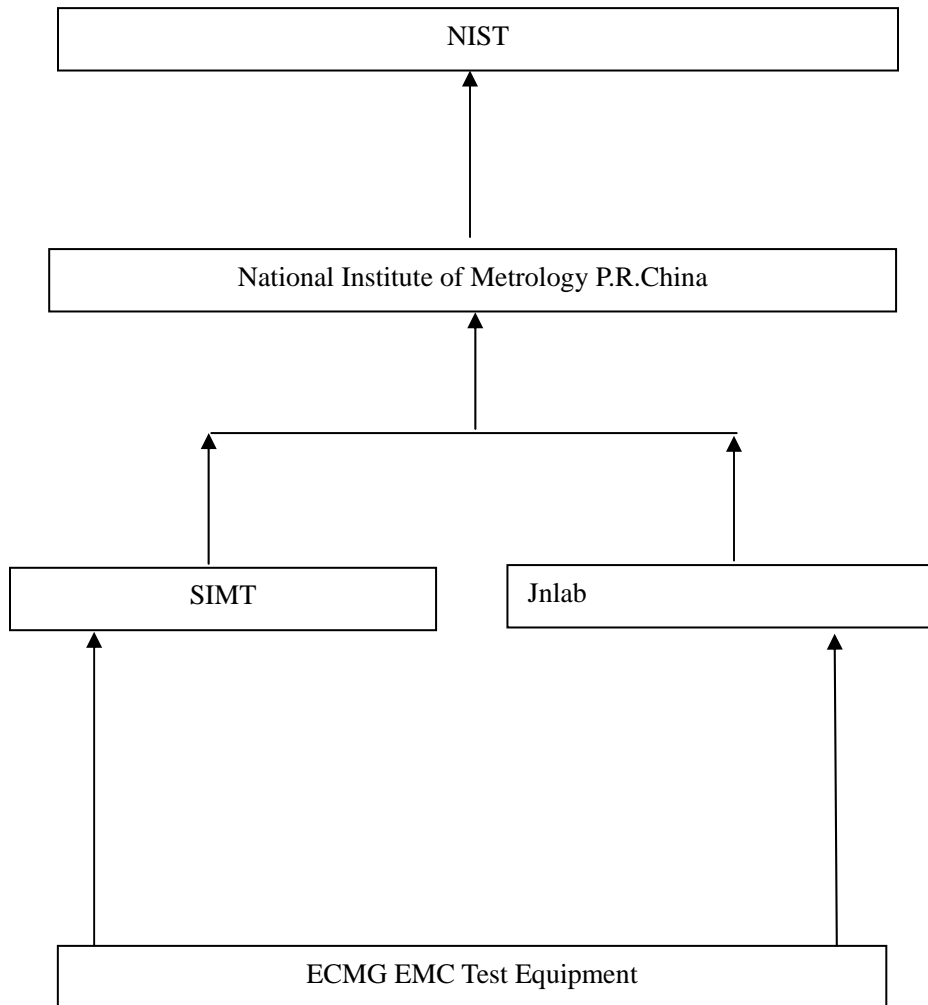 NIST
National Institute of Metrology P.R.China
SIMT
Jnlab
ECMG EMC Test Equipment